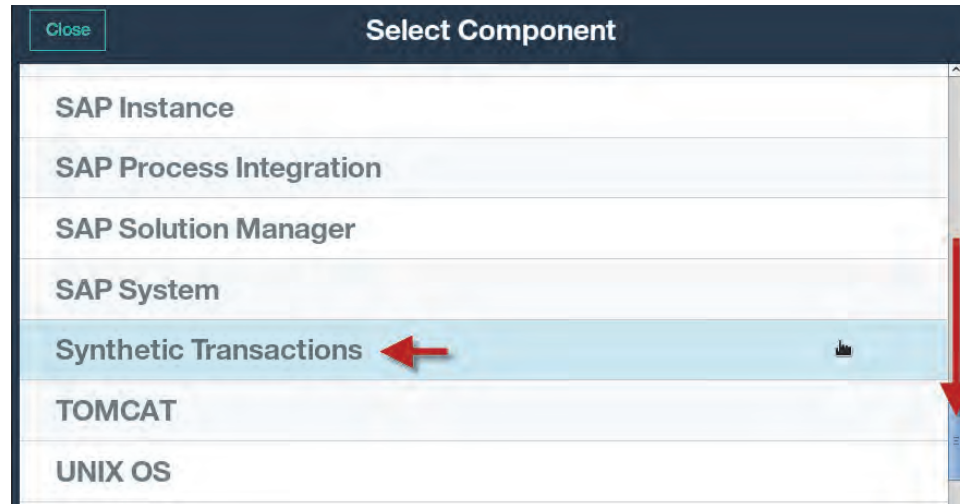 Close
Select Component
SAP Instance
SAP Process Integration
SAP Solution Manager
SAP System
Synthetic Transactions
TOMCAT
UNIX OS